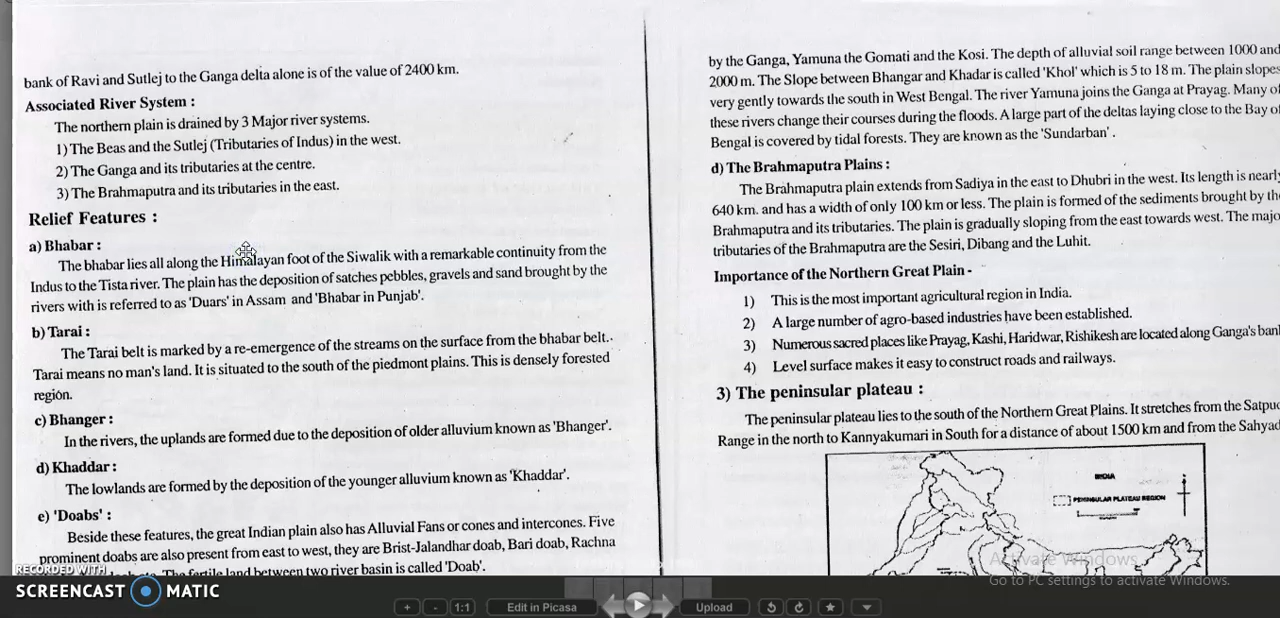 bank of Ravi and Sutlej to the Ganga delta alone is of the value of 2400 km.
Associated River System :
The northern plain is drained by 3 Major river systems.
1) The Beas and the Sutlej (Tributaries of Indus) in the west.
2) The Ganga and its tributaries at the centre.
3) The Brahmaputra and its tributaries in the east.
Relief Features :
a) Bhabar :
The bhabar lies all along the Himalayan foot of the Siwalik with a remarkable continuity from the
Indus to the Tista river. The plain has the deposition of satches pebbles, gravels and sand brought by the
rivers with is referred to as 'Duars' in Assam and 'Bhabar in Punjab'.
b) Tarai :
The Tarai belt is marked by a re-emergence of the streams on the surface from the bhabar belt..
Tarai means no man's land. It is situated to the south of the piedmont plains. This is densely forested
region.
c) Bhanger :
In the rivers, the uplands are formed due to the deposition of older alluvium known as 'Bhanger'.
d) Khaddar :
The lowlands are formed by the deposition of the younger alluvium known as 'Khaddar'.
e) 'Doabs' :
Beside these features, the great Indian plain also has Alluvial Fans or cones and intercones. Five
prominent doabs are also present from east to west, they are Brist-Jalandhar doab, Bari doab, Rachna
The fertile land between two river basin is called 'Doab'.
by the Ganga, Yamuna the Gomati and the Kosi. The depth of alluvial soil range between 1000 and
2000 m. The Slope between Bhangar and Khadar is called 'Khol' which is 5 to 18 m. The plain slopes
very gently towards the south in West Bengal. The river Yamuna joins the Ganga at Prayag. Many of
these rivers change their courses during the floods. A large part of the deltas laying close to the Bay of
Bengal is covered by tidal forests. They are known as the 'Sundarban' .
d) The Brahmaputra Plains :
The Brahmaputra plain extends from Sadiya in the east to Dhubri in the west. Its length is nearly
640 km. and has a width of only 100 km or less. The plain is formed of the sediments brought by the
Brahmaputra and its tributaries. The plain is gradually sloping from the east towards west. The majo
tributaries of the Brahmaputra are the Sesiri, Dibang and the Luhit.
Importance of the Northern Great Plain -
1) This is the most important agricultural region in India.
2) A large number of agro-based industries have been established.
3) Numerous sacred places like Prayag, Kashi, Haridwar, Rishikesh are located along Ganga's bank
4) Level surface makes it easy to construct roads and railways.
3) The peninsular plateau :
The peninsular plateau lies to the south of the Northern Great Plains. It stretches from the Satpu
Range in the north to Kannyakumari in South for a distance of about 1500 km and from the Sahyad
INDIA
PENINSULAR PLATEAU REGION
Activate Windows
Go to PC settings to activate Windows.
RECORDED WITH
SCREENCAST MATIC
+ - 1:1 Edit in Picasa Upload